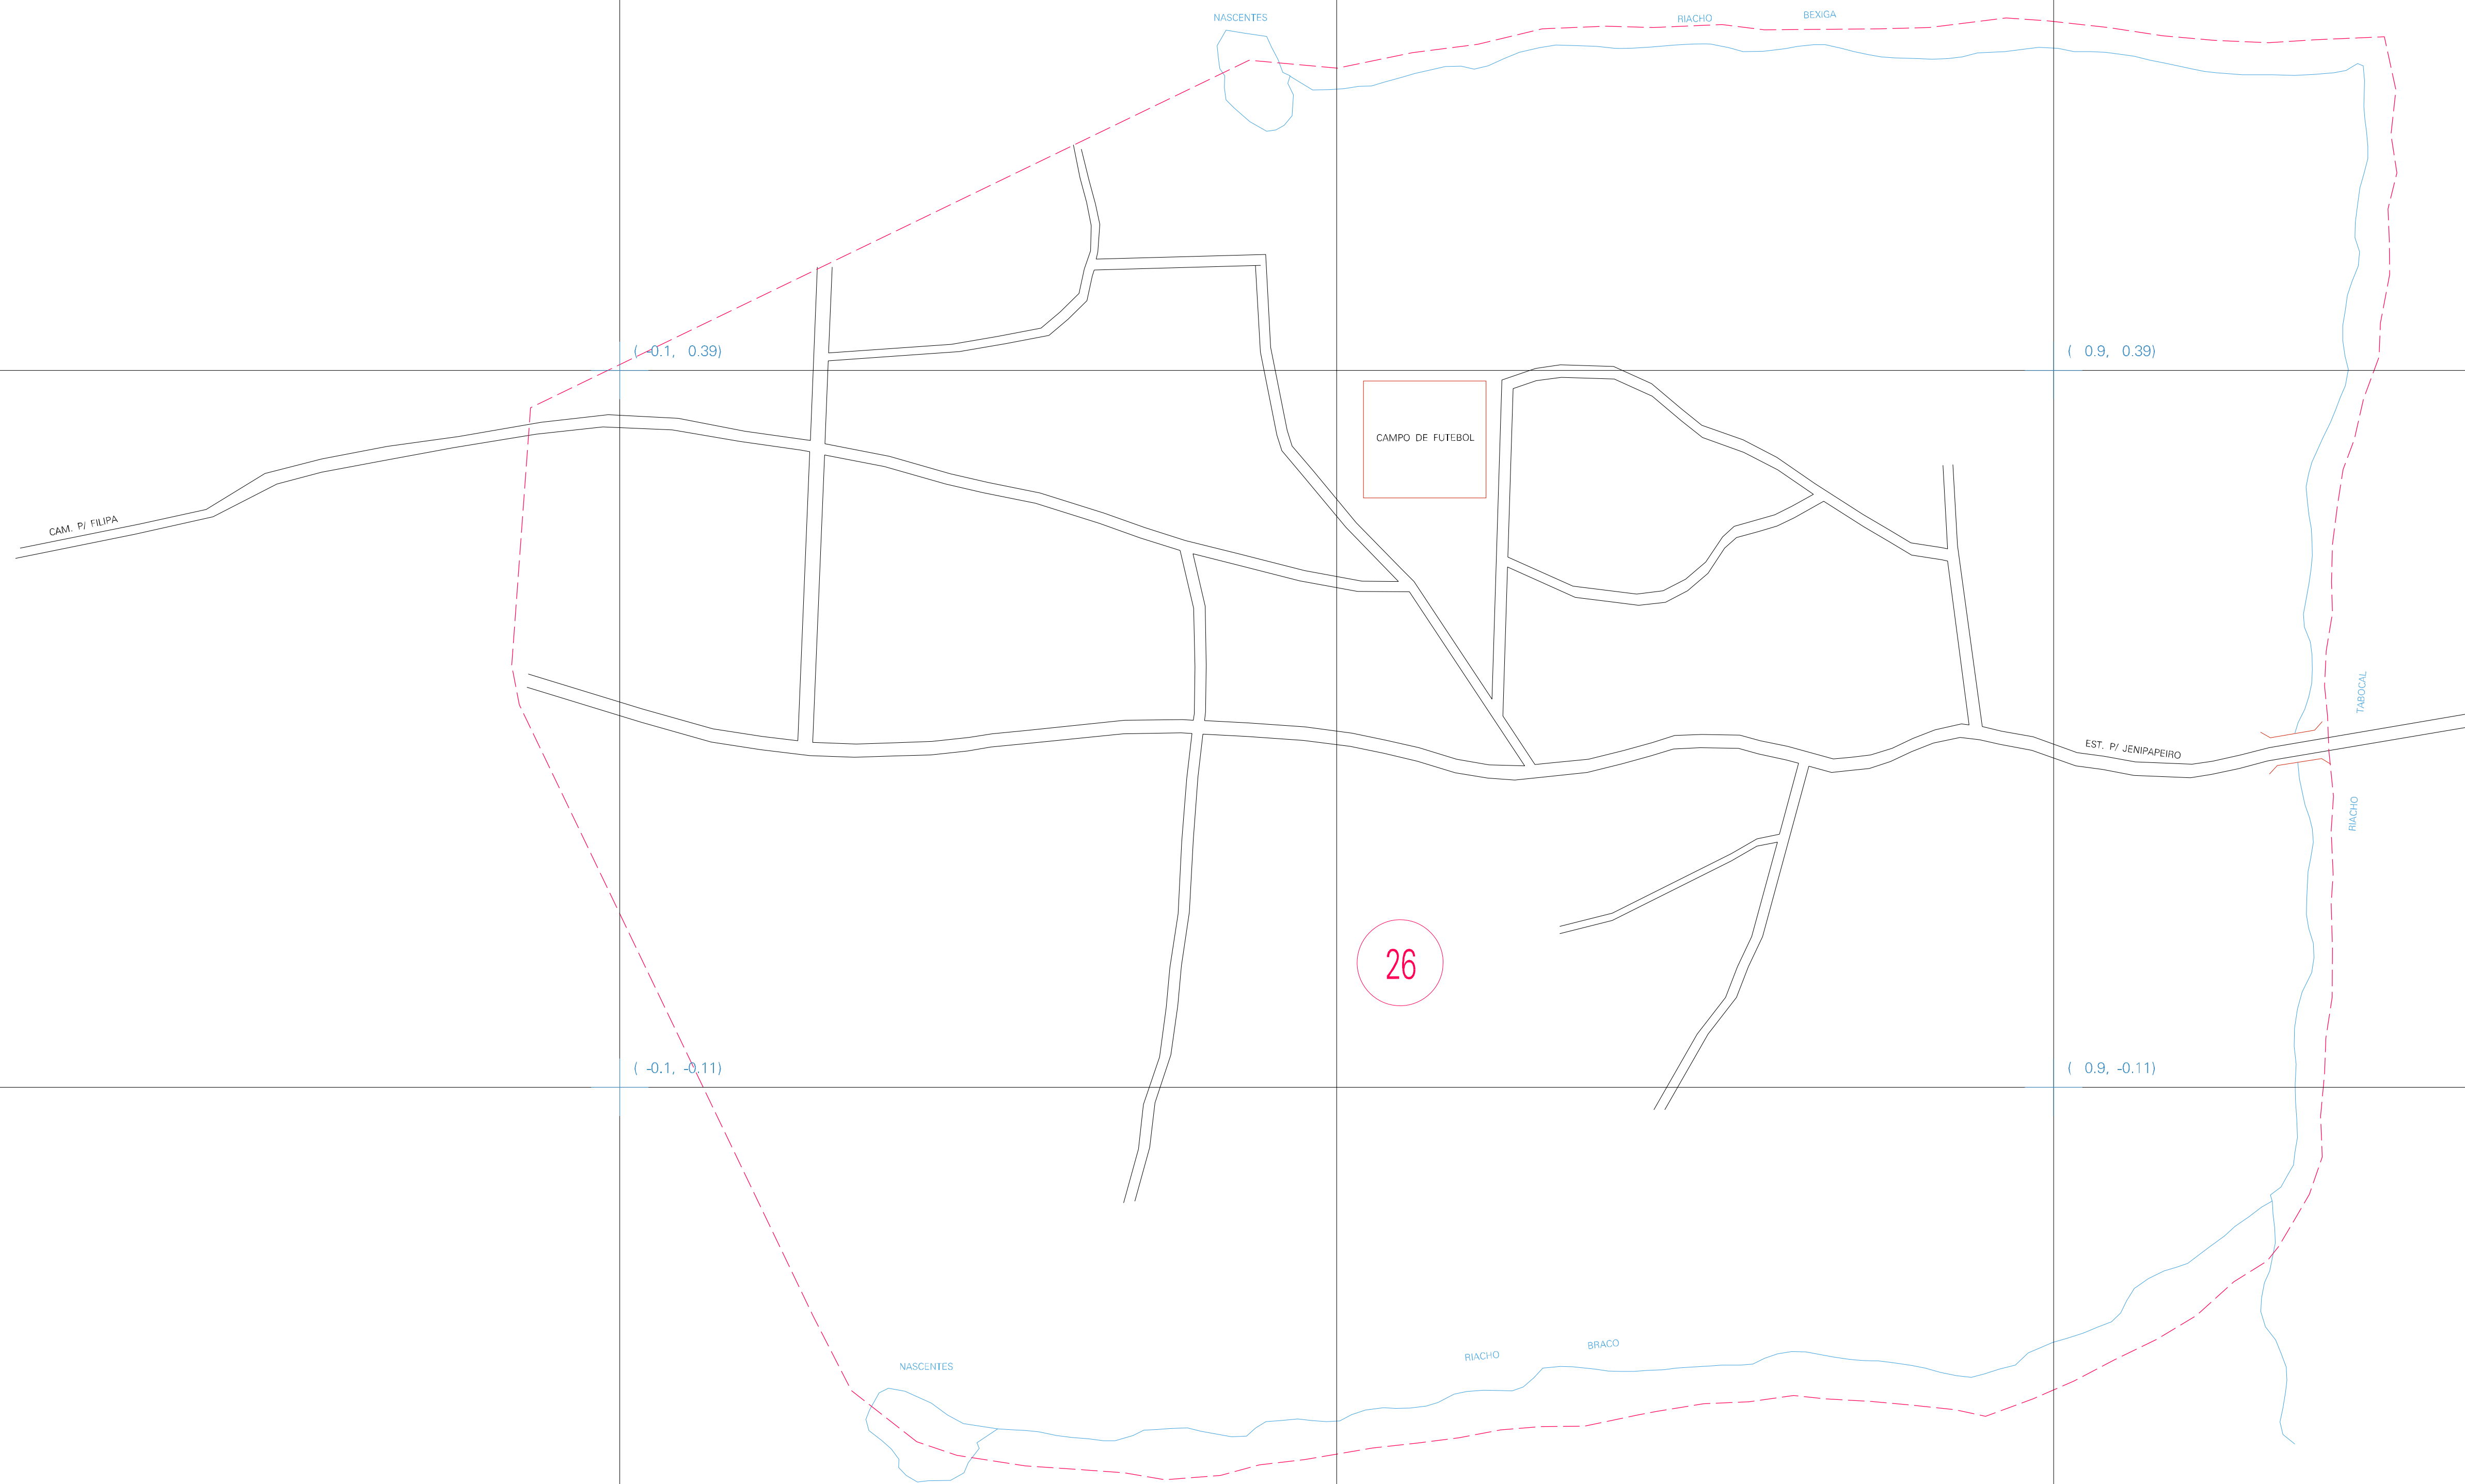 NASCENTES
RIACHO
BEXIGA
( -0.1, 0.39)
( 0.9, 0.39)
CAMPO DE FUTEBOL
CAM. P/ FILIPA
TABOCAL
EST. P/ JENIPAPEIRO
RIACHO
26
( -0.1, -0.11)
( 0.9, -0.11)
BRACO
RIACHO
NASCENTES